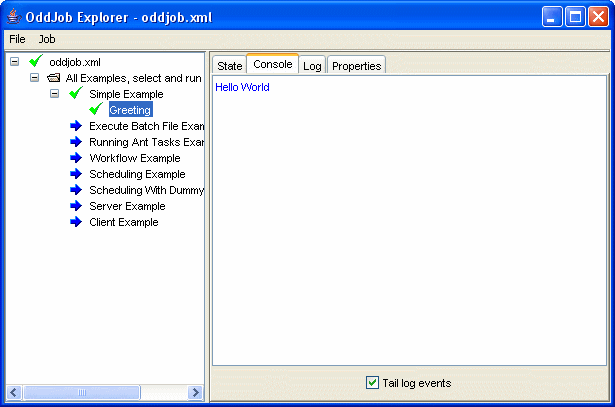 OddJob Explorer - oddjob.xml
File Job
oddjob.xml
All Examples, select and run
Simple Example
Greeting
Execute Batch File Exam
Running Ant Tasks Exa
Workflow Example
Scheduling Example
Scheduling With Dummy
Server Example
Client Example
State Console Log Properties
Hello World
Tail log events